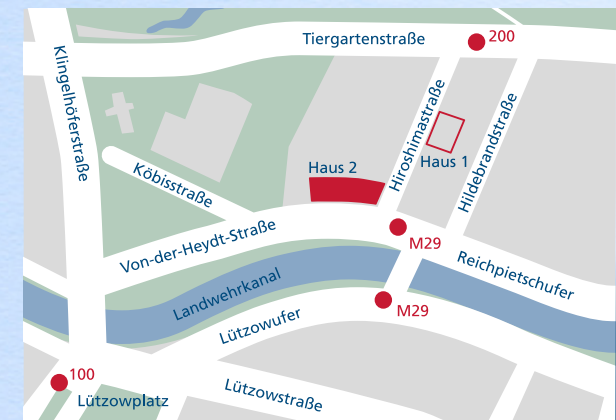 Tiergartenstraße
200
Klingelhöferstraße
Hiroshimastraße
Hildebrandstraße
Haus 1
Haus 2
Köbisstraße
Von-der-Heydt-Straße
M29
Reichpietschufer
Landwehrkanal
M29
Lützowufer
100
Lützowplatz
Lützowstraße